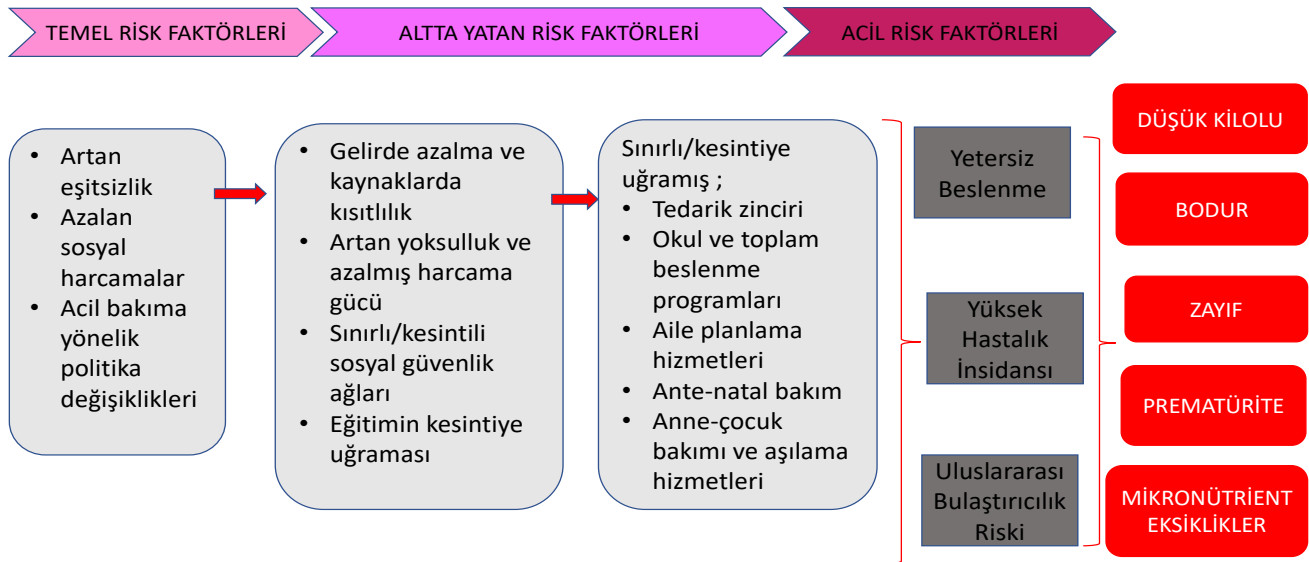 TEMEL RİSK FAKTÖRLERİ
ALTTA YATAN RİSK FAKTÖRLERİ
ACİL RİSK FAKTÖRLERİ
• Artan
eşitsizlik
• Azalan
sosyal
harcamalar
• Acil bakıma
yönelik
politika
değişiklikleri
• Gelirde azalma ve
kaynaklarda
kısıtlılık
• Artan yoksulluk ve
azalmış harcama
gücü
• Sınırlı/kesintili
sosyal güvenlik
ağları
• Eğitimin kesintiye
uğraması
Sınırlı/kesintiye
uğramış ;
• Tedarik zinciri
• Okul ve toplam
beslenme
programları
• Aile planlama
hizmetleri
• Ante-natal bakım
• Anne-çocuk
bakımı ve aşılama
hizmetleri
Yetersiz
Beslenme
Yüksek
Hastalık
İnsidansı
Uluslararası
Bulaştırıcılık
Riski
DÜŞÜK KİLOLU
BODUR
ZAYIF
PREMATÜRİTE
MİKRONÜTRİENT
EKSİKLİKLER